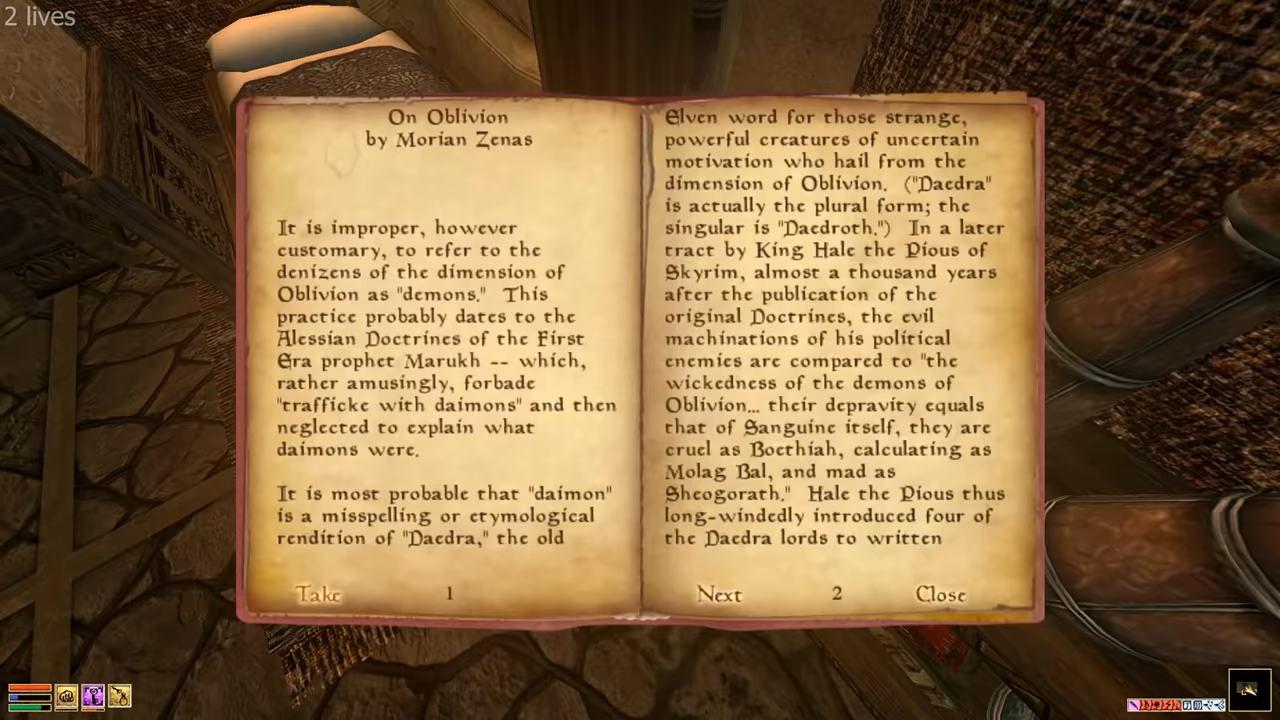 2 lives
On Oblivion
by Morian Zenas
It is improper, however
customary, to refer to the
denizens of the dimension of
Oblivion as "demons." This
practice probably dates to the
Alessian Doctrines of the First
Era prophet Marukh -- which,
rather amusingly, forbade
"trafficke with daimons" and then
neglected to explain what
daimons were.
It is most probable that "daimon"
is a misspelling or etymological
rendition of "Daedra," the old
Take
1
Elven word for those strange,
powerful creatures of uncertain
motivation who hail from the
dimension of Oblivion. ("Daedra"
is actually the plural form; the
singular is "Daedroth.") In a later
tract by King Hale the Pious of
Skyrim, almost a thousand years
after the publication of the
original Doctrines, the evil
machinations of his political
enemies are compared to "the
wickedness of the demons of
Oblivion... their depravity equals
that of Sanguine itself, they are
cruel as Boethiah, calculating as
Molag Bal, and mad as
Sheogorath." Hale the Pious thus
long-windedly introduced four of
the Daedra lords to written
Next
2
Close